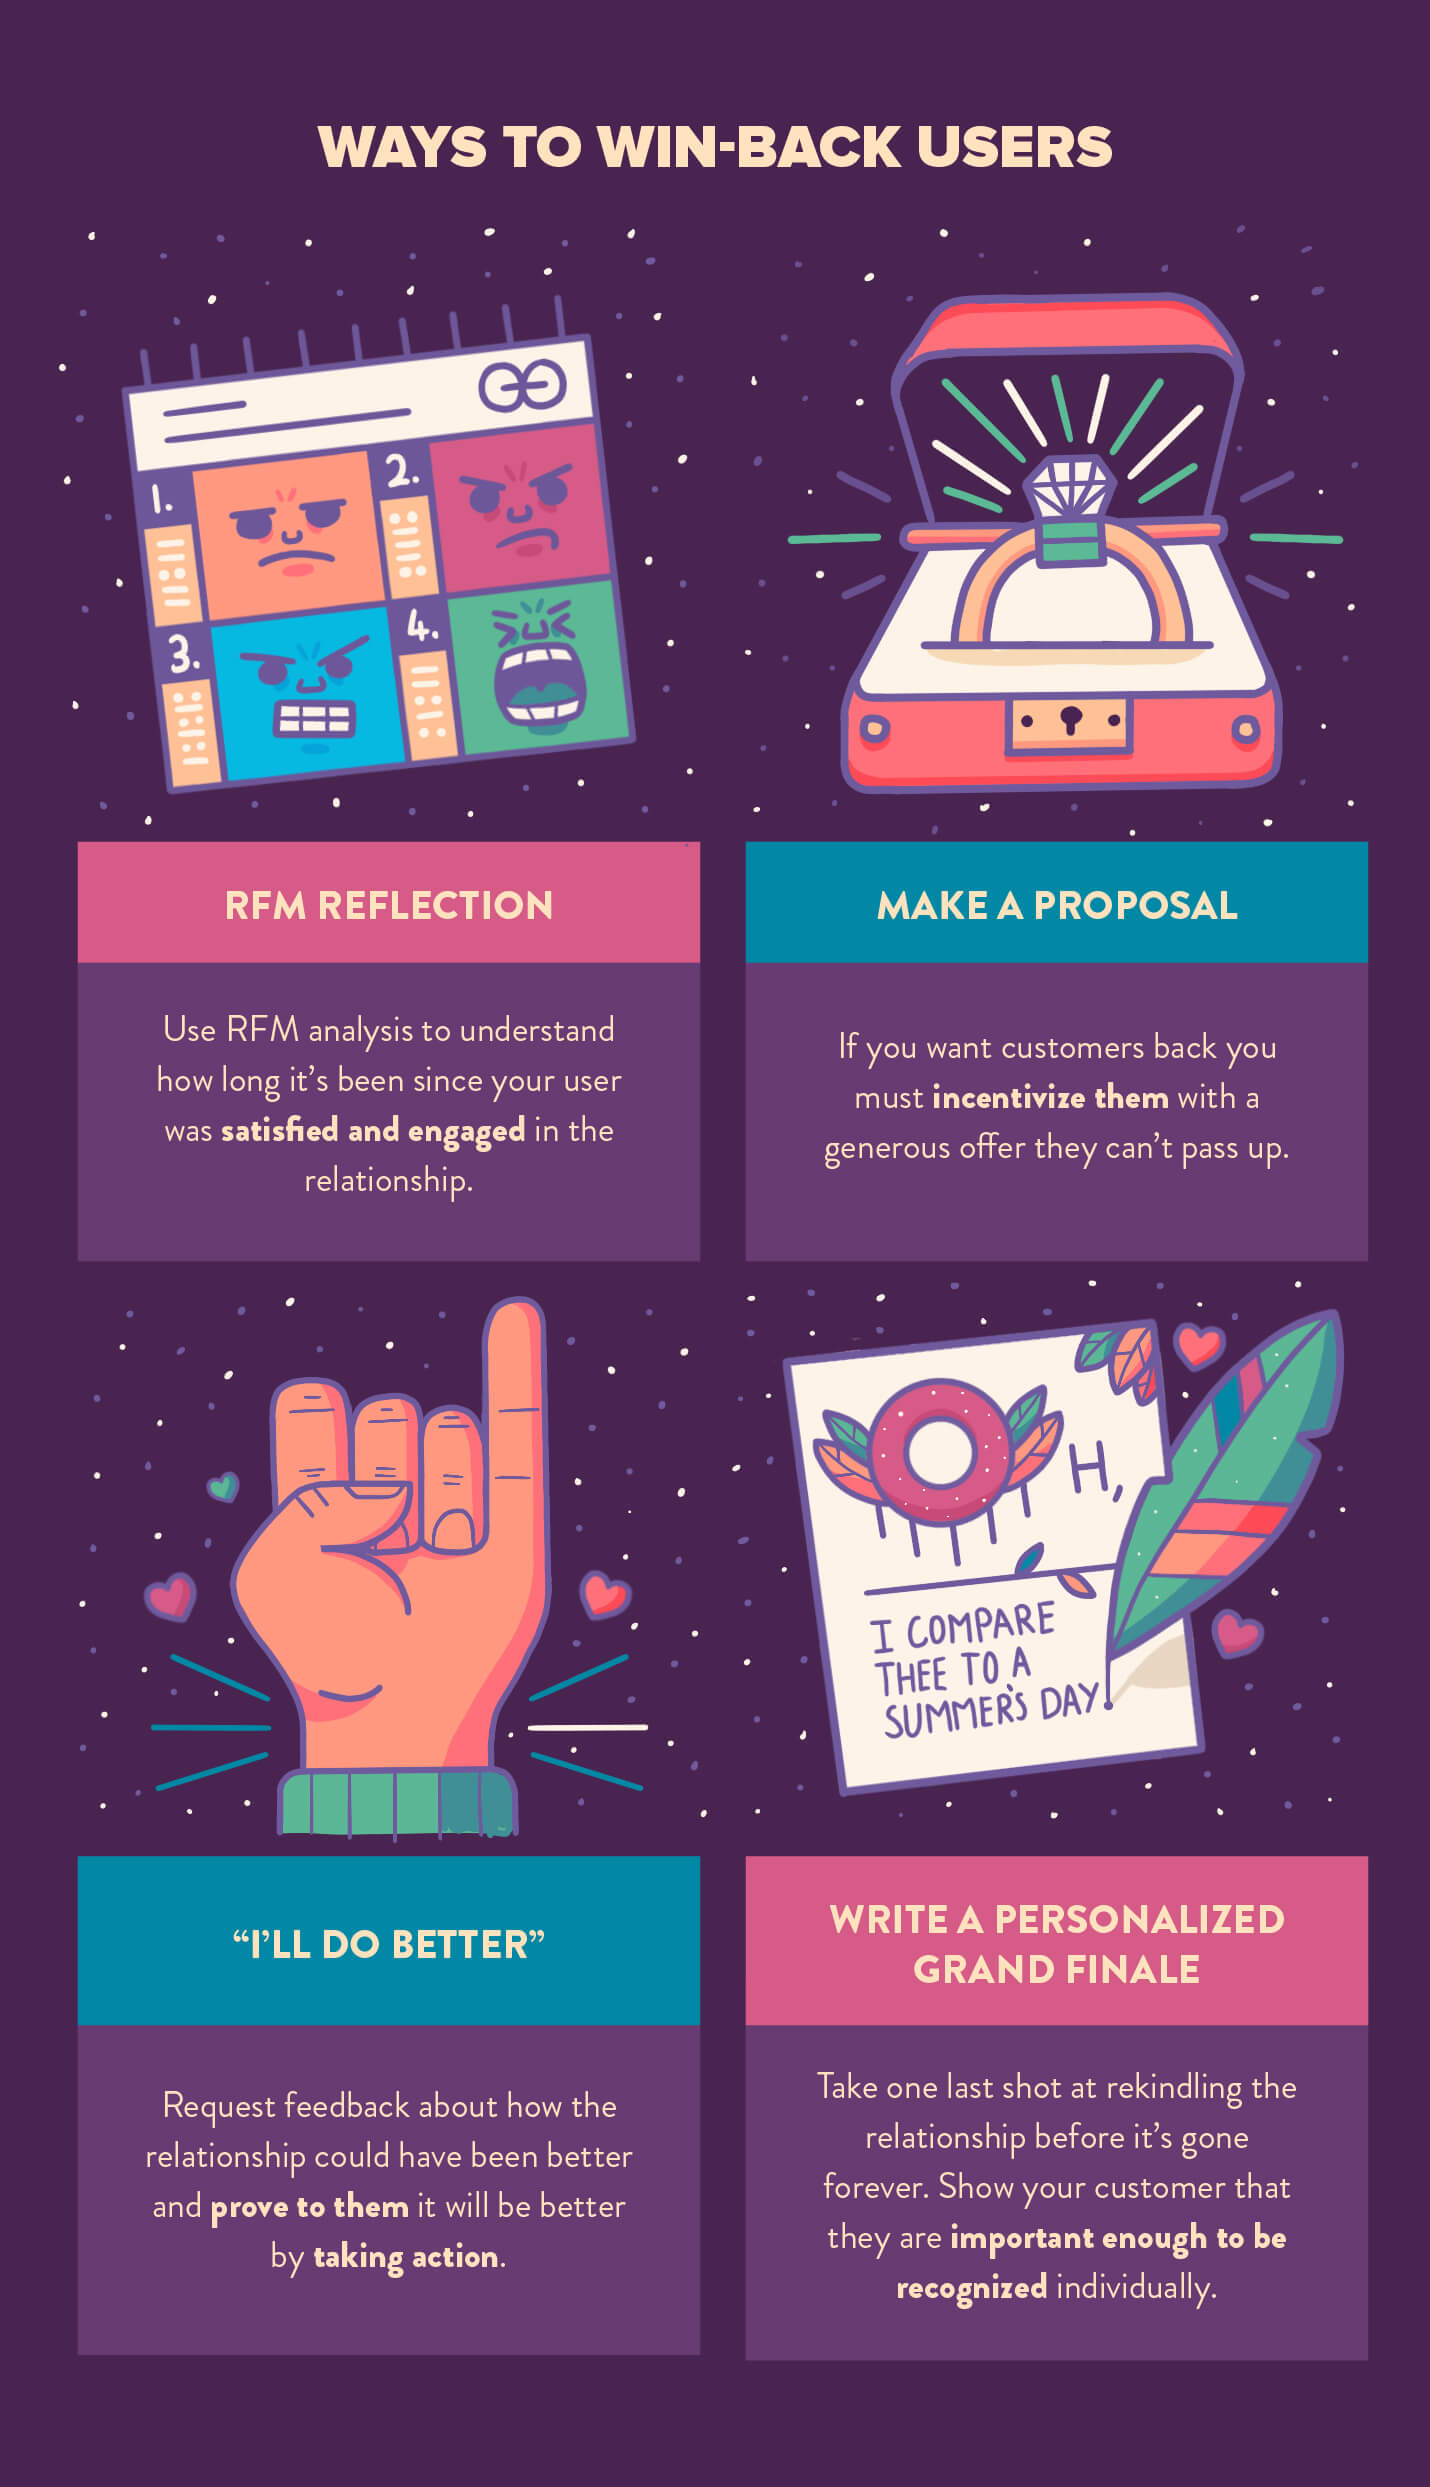 WAYS TO WIN-BACK USERS
1.
2.
3.
4.
RFM REFLECTION
Use RFM analysis to understand
how long it's been since your user
was satisfied and engaged in the
relationship.
MAKE A PROPOSAL
If you want customers back you
must incentivize them with a
generous offer they can't pass up.
H,
I COMPARE
THEE TO A
SUMMER'S DAY
“I'LL DO BETTER”
Request feedback about how the
relationship could have been better
and prove to them it will be better
by taking action.
WRITE A PERSONALIZED
GRAND FINALE
Take one last shot at rekindling the
relationship before it's gone
forever. Show your customer that
they are important enough to be
recognized individually.